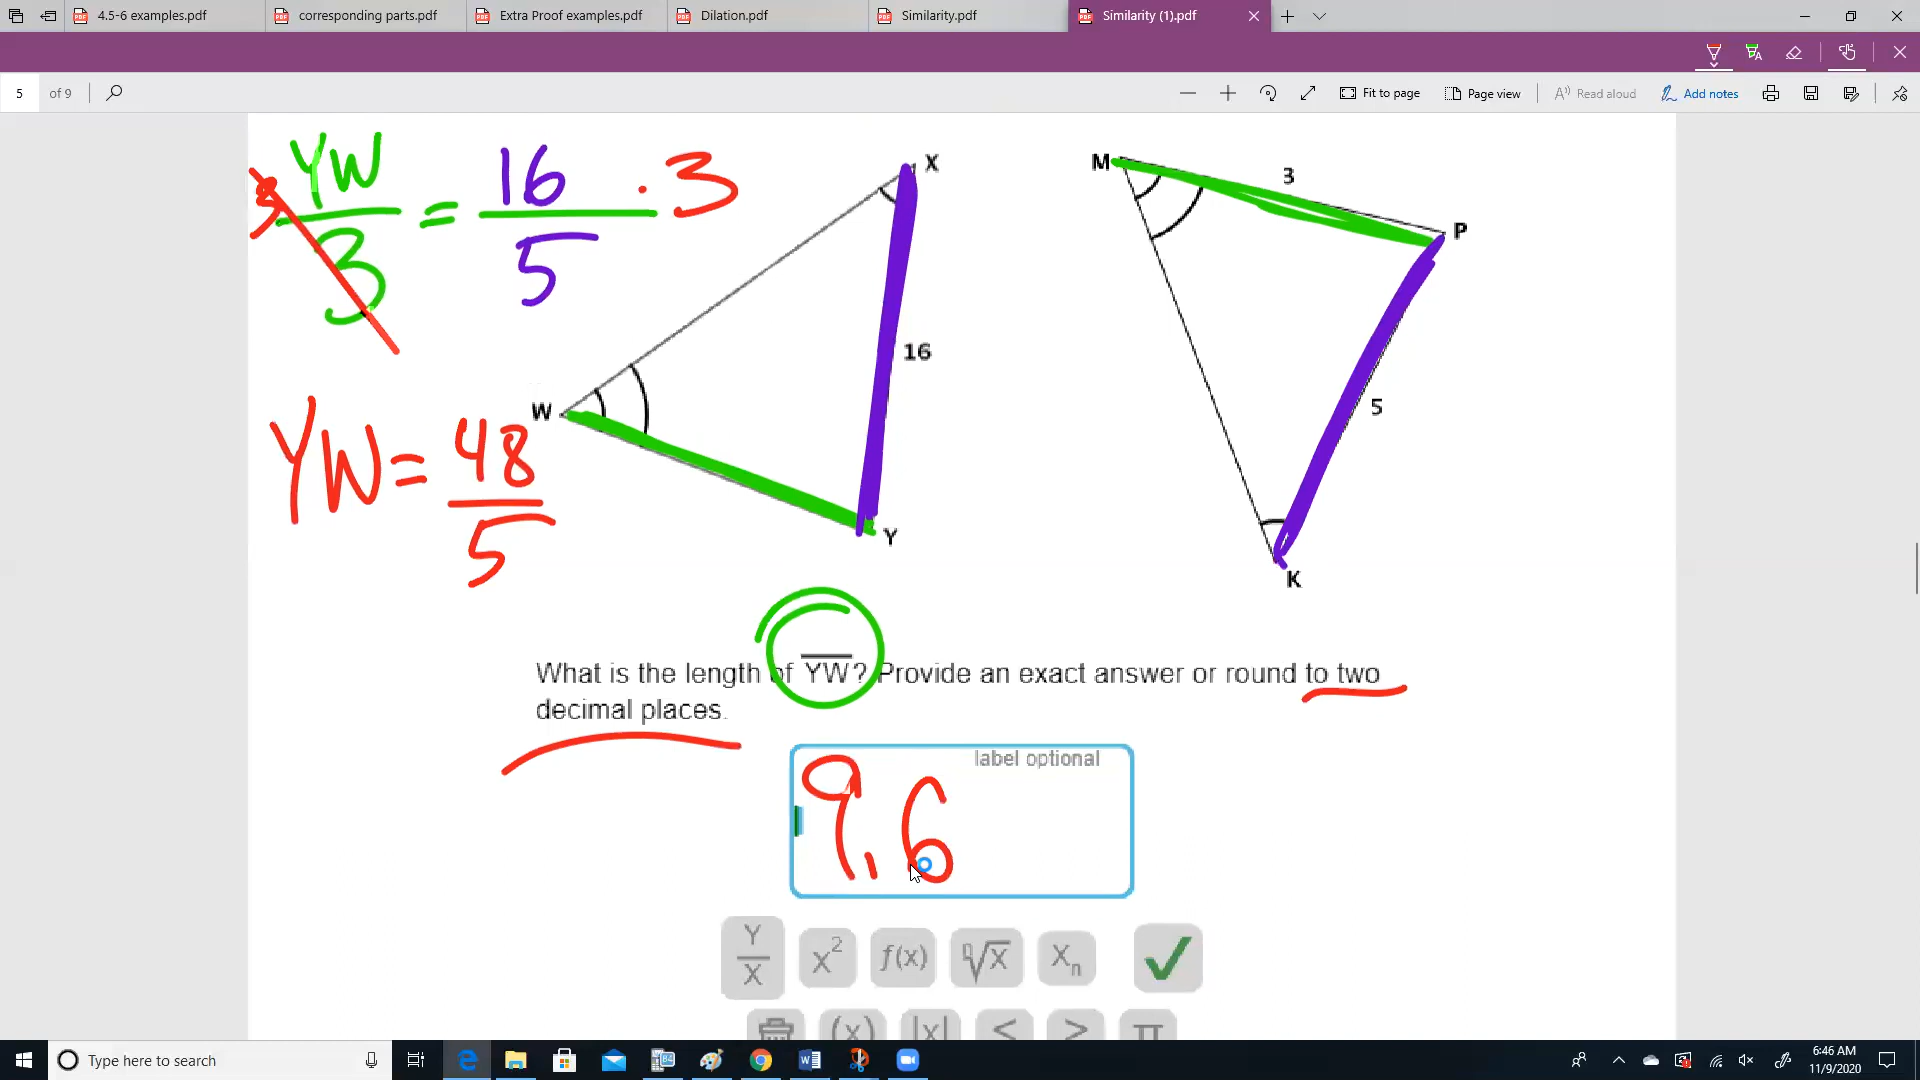 4.5-6 examples.pdf
corresponding parts.pdf
Extra Proof examples.pdf
Dilation.pdf
Similarity.pdf
Similarity (1).pdf
5 of 9
Fit to page
Page view
Read aloud
Add notes
YW/3 = 16/5 · 3
YW = 48/5
X
W
Y
16
M
3
P
5
K
What is the length of YW? Provide an exact answer or round to two
decimal places.
label optional
9.6
Y/X x² f(x) ⁿ√x Xn ✓
(x) |x| < > π
Type here to search
6:46 AM
11/9/2020